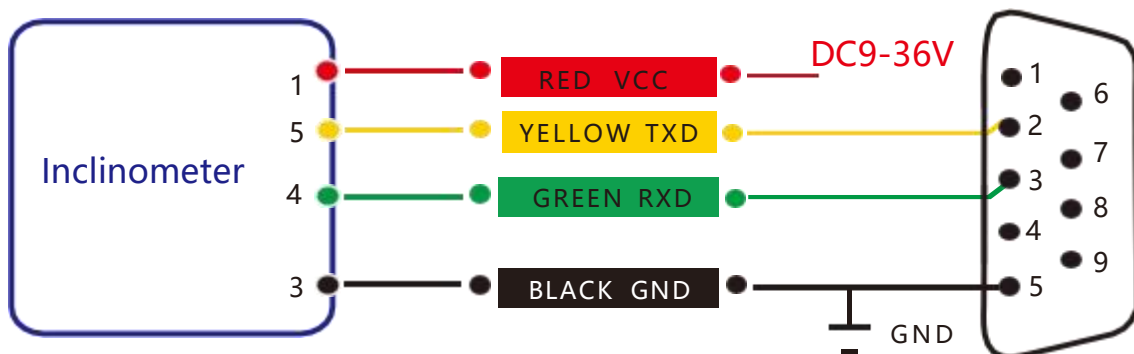 DC9-36V
1 RED VCC 1
6
5 YELLOW TXD 2
Inclinometer
7
4 GREEN RXD 3
8
4
9
3 BLACK GND 5
GND